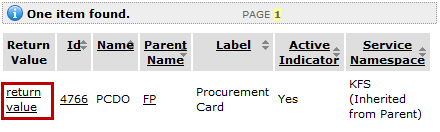 One item found. PAGE 1
Return Value Id Name Parent Name Label Active Indicator Service Namespace
return value 4766 PCDO FP Procurement Card Yes KFS (Inherited from Parent)